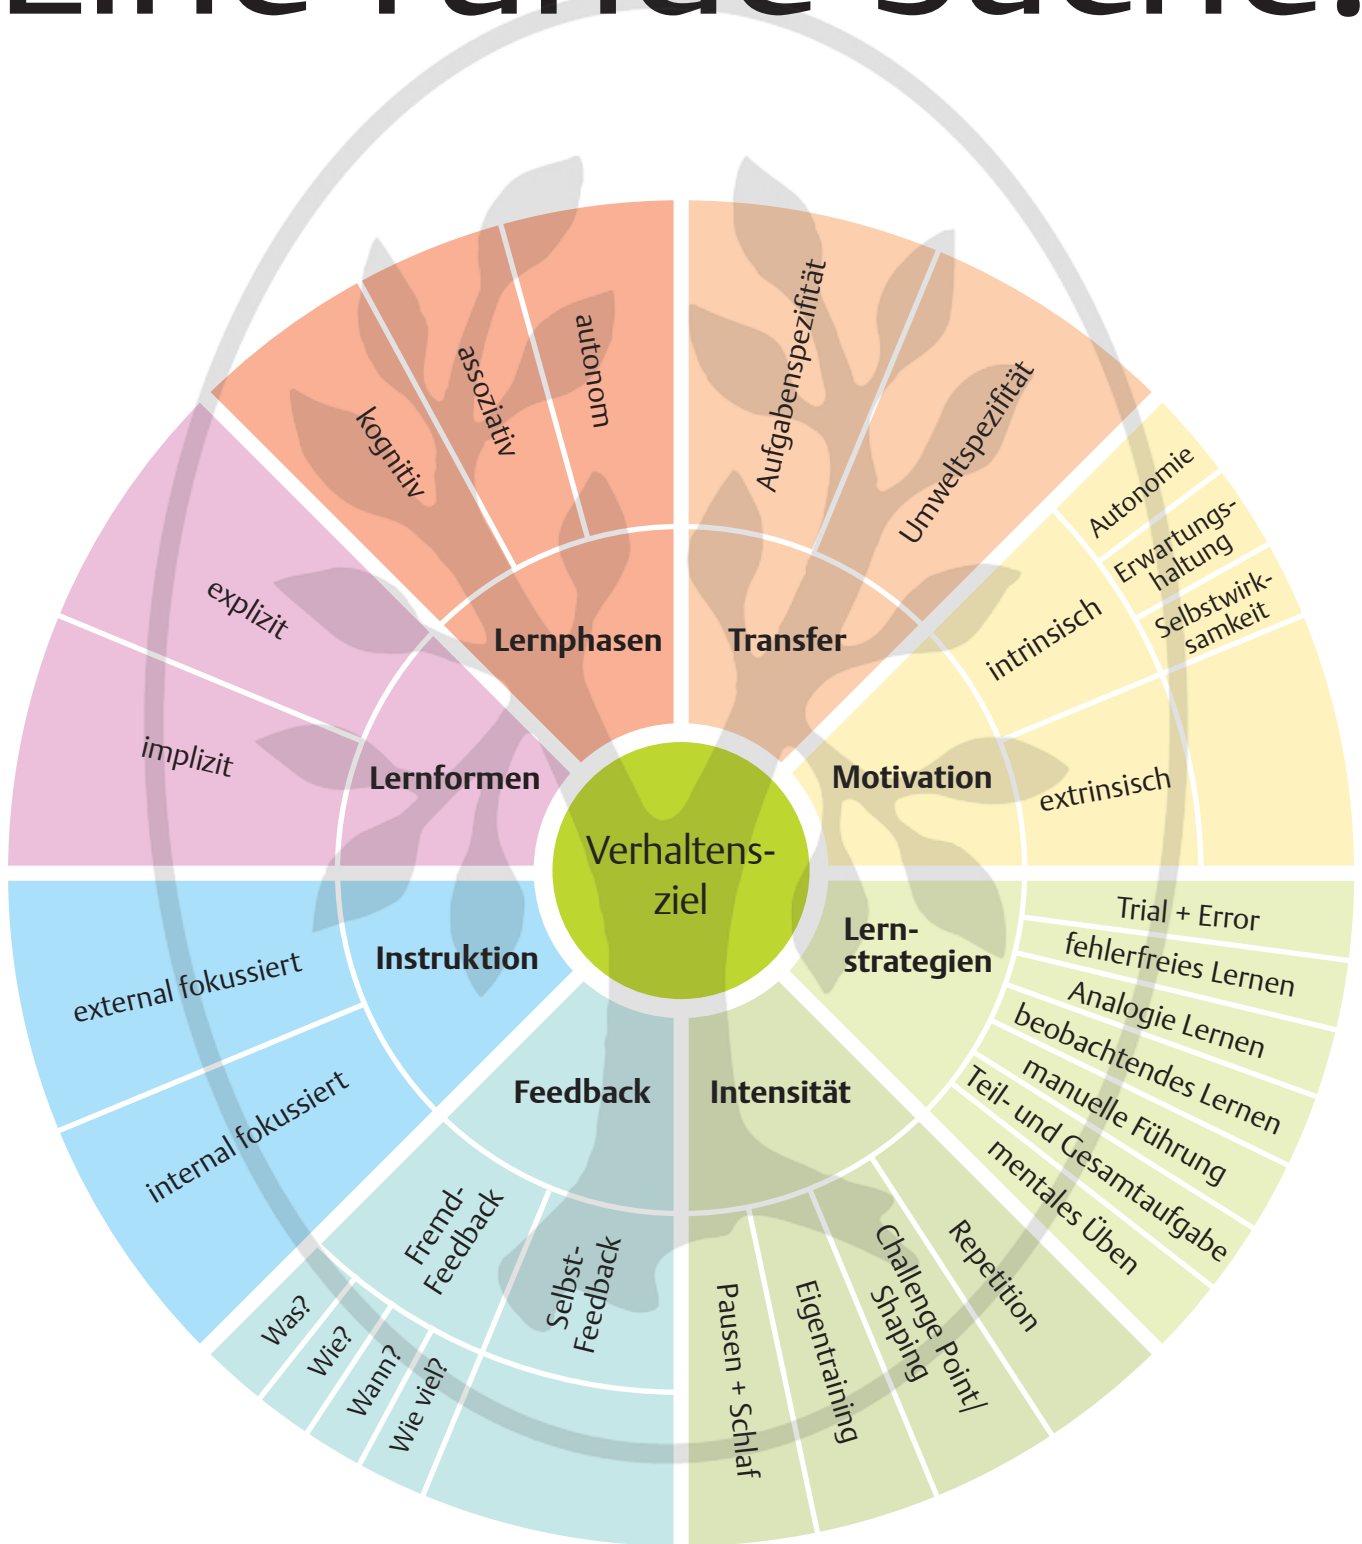 Eine runde Sache!
kognitiv
assoziativ
autonom
Lernphasen
Aufgabenspezifität
Umweltspezifität
Transfer
Autonomie
Erwartungs-
haltung
Selbstwirk-
samkeit
intrinsisch
extrinsisch
Motivation
explizit
implizit
Lernformen
Verhaltens-
ziel
Lern-
strategien
Trial + Error
fehlerfreies Lernen
Analogie Lernen
beobachtendes Lernen
manuelle Führung
Teil- und Gesamtaufgabe
mentales Üben
Instruktion
external fokussiert
internal fokussiert
Feedback
Fremd-
Feedback
Selbst-
Feedback
Was?
Wie?
Wann?
Wie viel?
Intensität
Pausen + Schlaf
Eigentraining
Challenge Point/
Shaping
Repetition